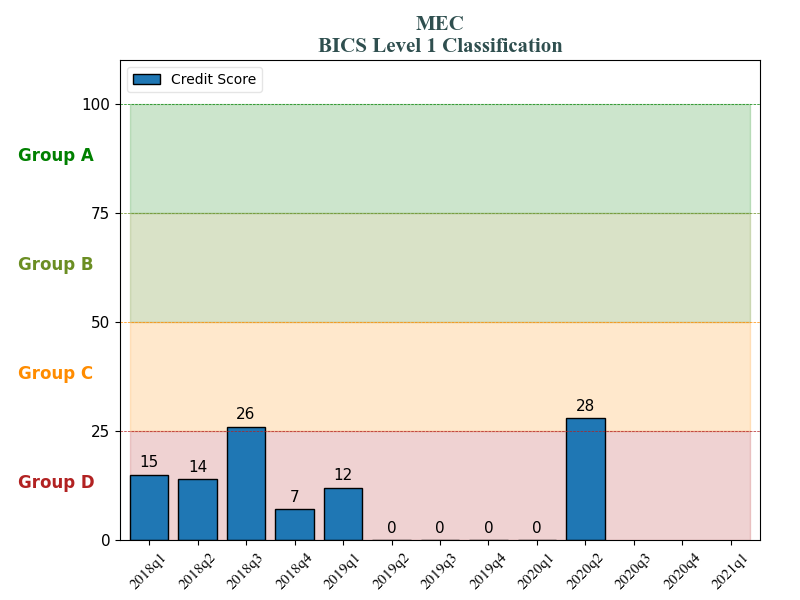 MEC
BICS Level 1 Classification
Credit Score
100
Group A
75
Group B
50
Group C
25
Group D
0
15
14
26
7
12
0
0
0
0
28
2018q1
2018q2
2018q3
2018q4
2019q1
2019q2
2019q3
2019q4
2020q1
2020q2
2020q3
2020q4
2021q1